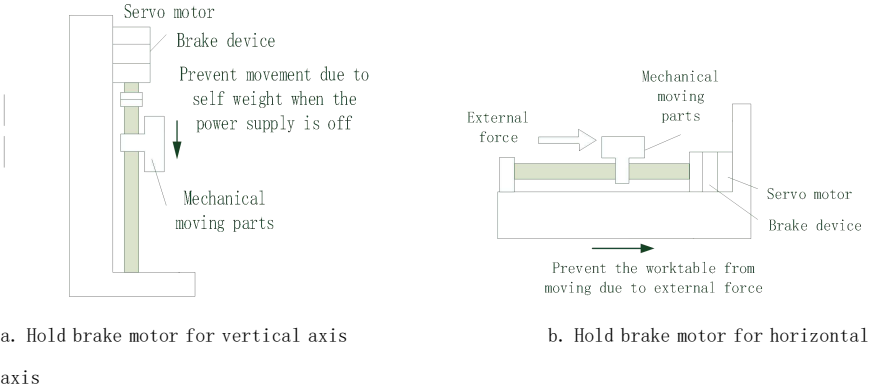 Servo motor
Brake device
Prevent movement due to
self weight when the
power supply is off
Mechanical
moving parts
Mechanical
moving
parts
External
force
Servo motor
Brake device
Prevent the worktable from
moving due to external force
a. Hold brake motor for vertical axis
b. Hold brake motor for horizontal
axis